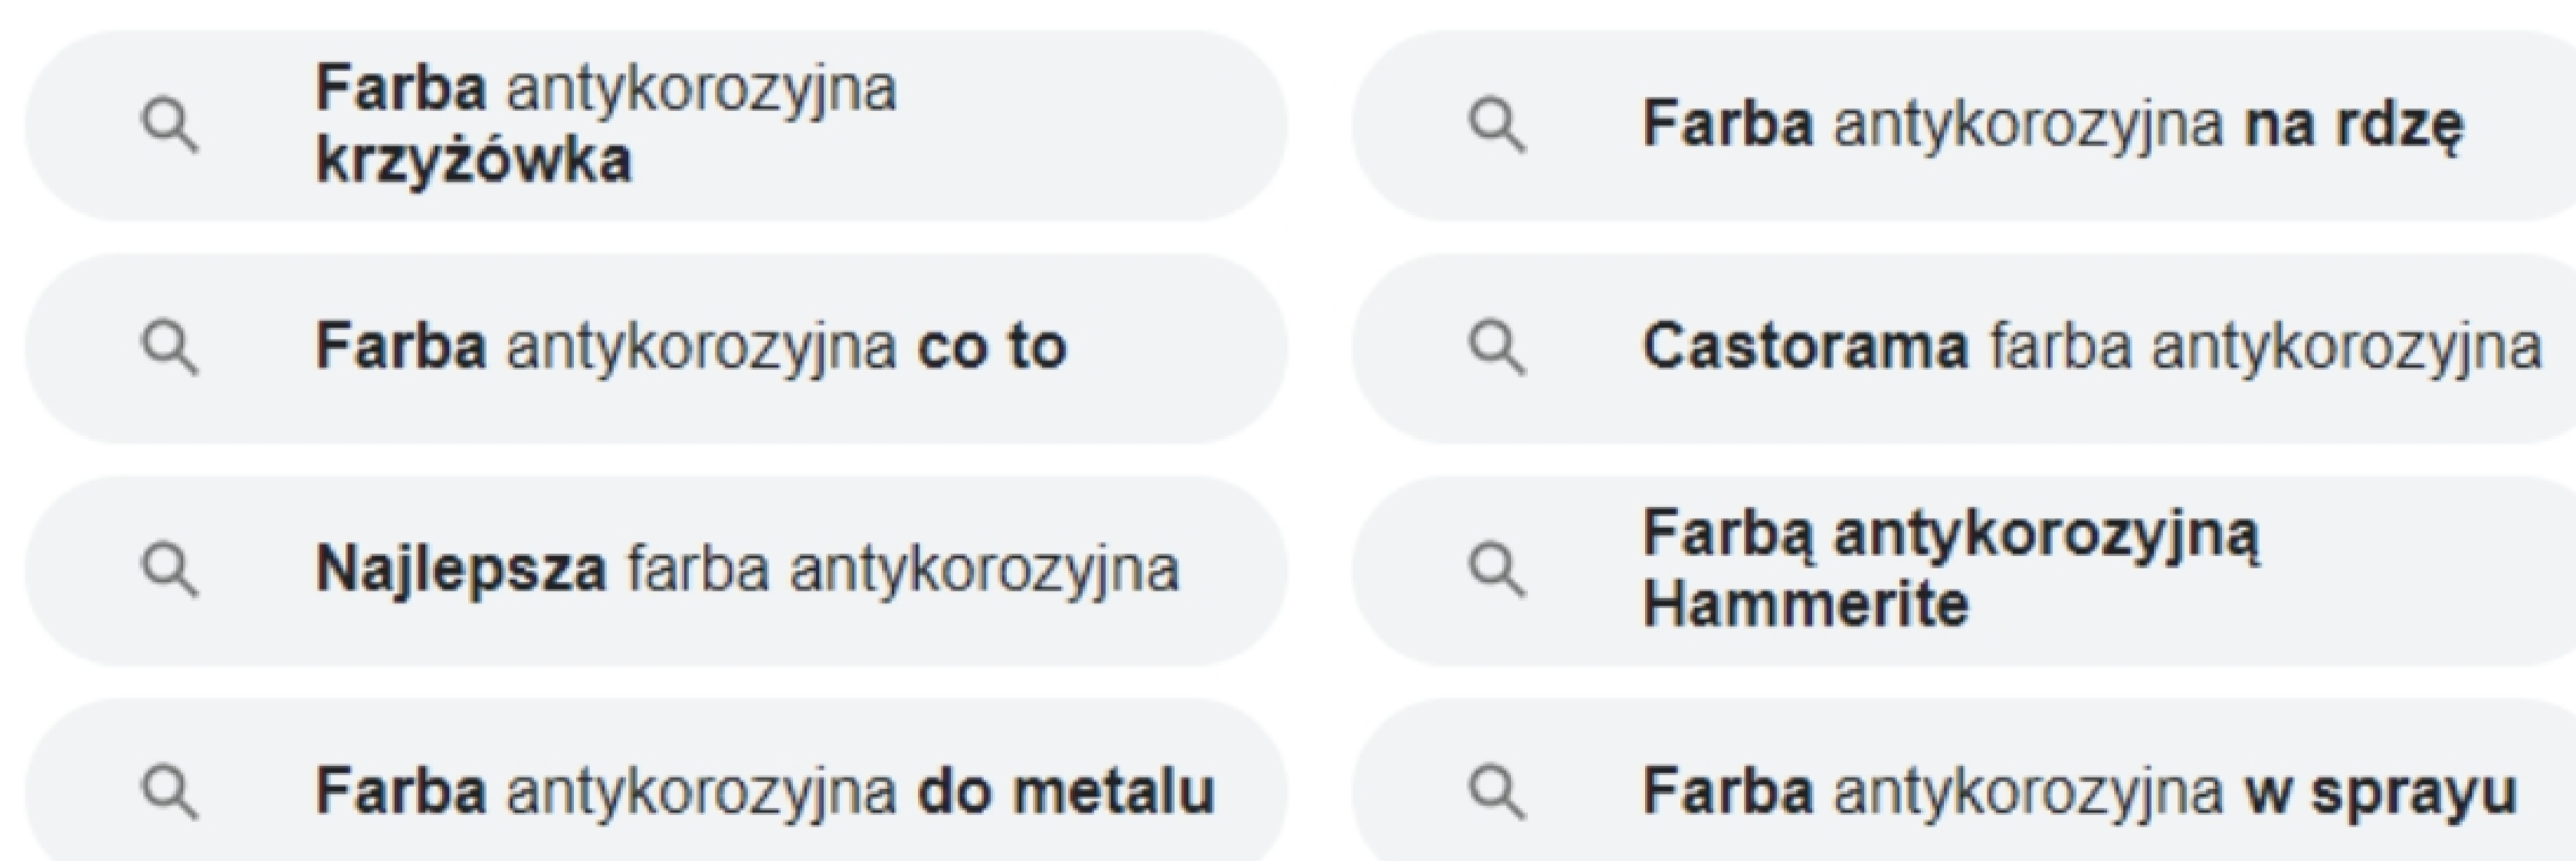 Farba antykorozyjna
krzyżówka
Farba antykorozyjna na rdzę
Farba antykorozyjna co to
Castorama farba antykorozyjna
Najlepsza farba antykorozyjna
Farbą antykorozyjną
Hammerite
Farba antykorozyjna do metalu
Farba antykorozyjna w sprayu